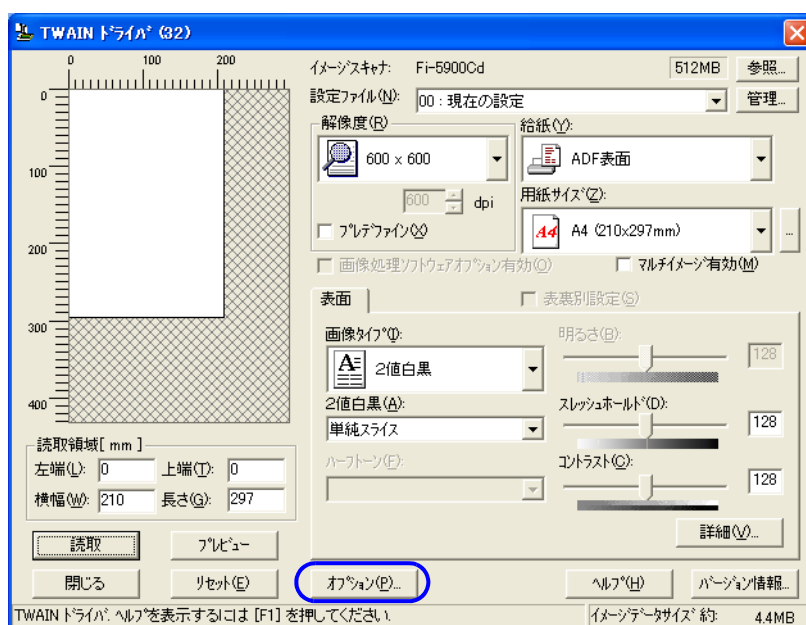 TWAIN ﾄﾞﾗｲﾊﾞ (32)
0 100 200
0
100
200
300
400
ｲﾒｰｼﾞｽｷｬﾅ: Fi-5900Cd 512MB 参照...
設定ﾌｧｲﾙ(N): 00 : 現在の設定 管理...
解像度(R)
600 × 600
600 dpi
ﾌﾟﾚﾃﾞﾌｧｲﾝ(X)
給紙(Y):
ADF表面
用紙ｻｲｽﾞ(Z):
A4 A4 (210x297mm) ...
画像処理ｿﾌﾄｳｪｱｵﾌﾟｼｮﾝ有効(O) ﾏﾙﾁｲﾒｰｼﾞ有効(M)
表面 表裏別設定(S)
画像ﾀｲﾌﾟ(I):
A 2値白黒
2値白黒(A):
単純ｽﾗｲｽ
ﾊｰﾌﾄｰﾝ(F):
明るさ(B):
128
ｽﾚｯｼｭﾎｰﾙﾄﾞ(D):
128
ｺﾝﾄﾗｽﾄ(C):
128
詳細(V)...
読取領域[ mm ]
左端(L): 0 上端(T): 0
横幅(W): 210 長さ(G): 297
読取 ﾌﾟﾚﾋﾞｭｰ
閉じる ﾘｾｯﾄ(E) ｵﾌﾟｼｮﾝ(P)... ﾍﾙﾌﾟ(H) ﾊﾞｰｼﾞｮﾝ情報...
TWAIN ﾄﾞﾗｲﾊﾞ. ﾍﾙﾌﾟを表示するには [F1] を押してください. ｲﾒｰｼﾞﾃﾞｰﾀｻｲｽﾞ 約: 4.4MB